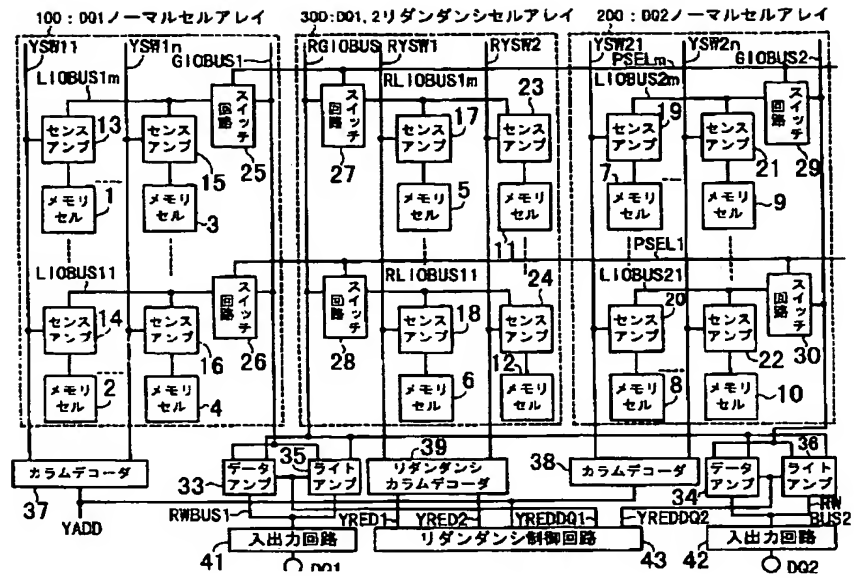 100:DQ1ノーマルセルアレイ 300:DQ1,2リダンダンシセルアレイ 200:DQ2ノーマルセルアレイ
YSW11 YSW1n GIOBUS1 RGIOBUS RYSW1 RYSW2 YSW21 YSW2n PSELm GIOBUS2
LIOBUS1m RLIOBUS1m LIOBUS2m
センスアンプ 13 センスアンプ 15 スイッチ回路 25 スイッチ回路 27 センスアンプ 17 センスアンプ 23 センスアンプ 19 センスアンプ 21 スイッチ回路 29
メモリセル 1 メモリセル 3 メモリセル 5 メモリセル 11 メモリセル 7 メモリセル 9
PSEL1
LIOBUS11 RLIOBUS11 LIOBUS21
センスアンプ 14 センスアンプ 16 スイッチ回路 26 スイッチ回路 28 センスアンプ 18 センスアンプ 24 センスアンプ 20 センスアンプ 22 スイッチ回路 30
メモリセル 2 メモリセル 4 メモリセル 6 メモリセル 12 メモリセル 8 メモリセル 10
カラムデコーダ 37 データアンプ 33 ライトアンプ 35 リダンダンシカラムデコーダ 39 カラムデコーダ 38 データアンプ 34 ライトアンプ 36
YADD RWBUS1 YRED1 YRED2 YREDDQ1 YREDDQ2 RWBUS2
入出力回路 41 リダンダンシ制御回路 43 入出力回路 42
DQ1 DQ2